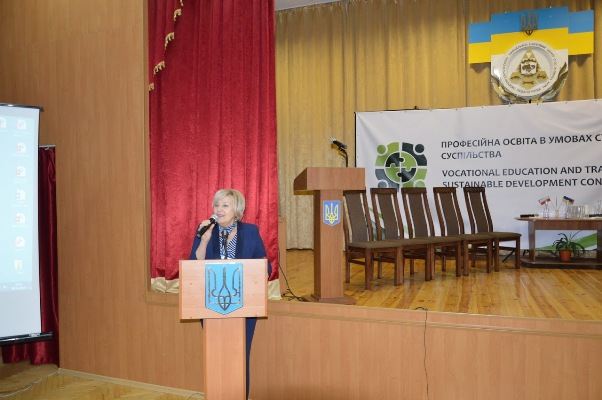 ПРОФЕСІЙНА ОСВІТА В УМОВАХ С
СУСПІЛЬСТВА
VOCATIONAL EDUCATION AND TRA
SUSTAINABLE DEVELOPMENT CON